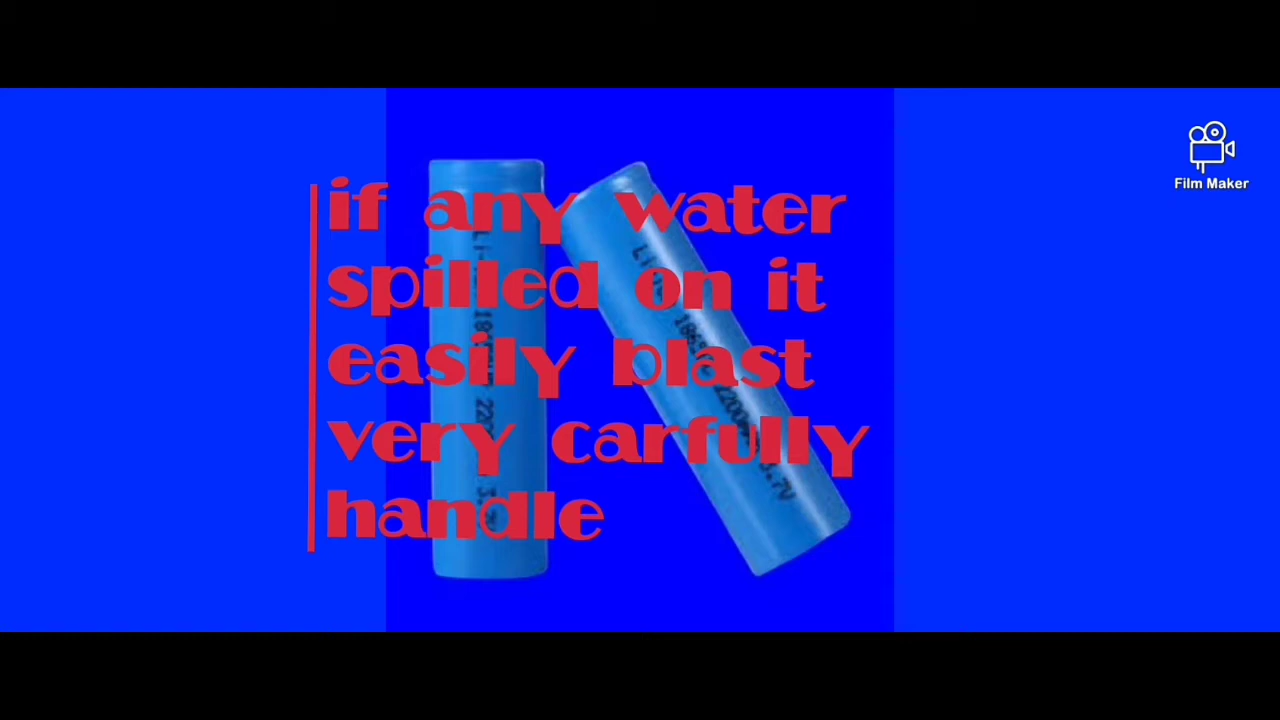 if any water
spilled on it
easily blast
very carfully
handle
Film Maker